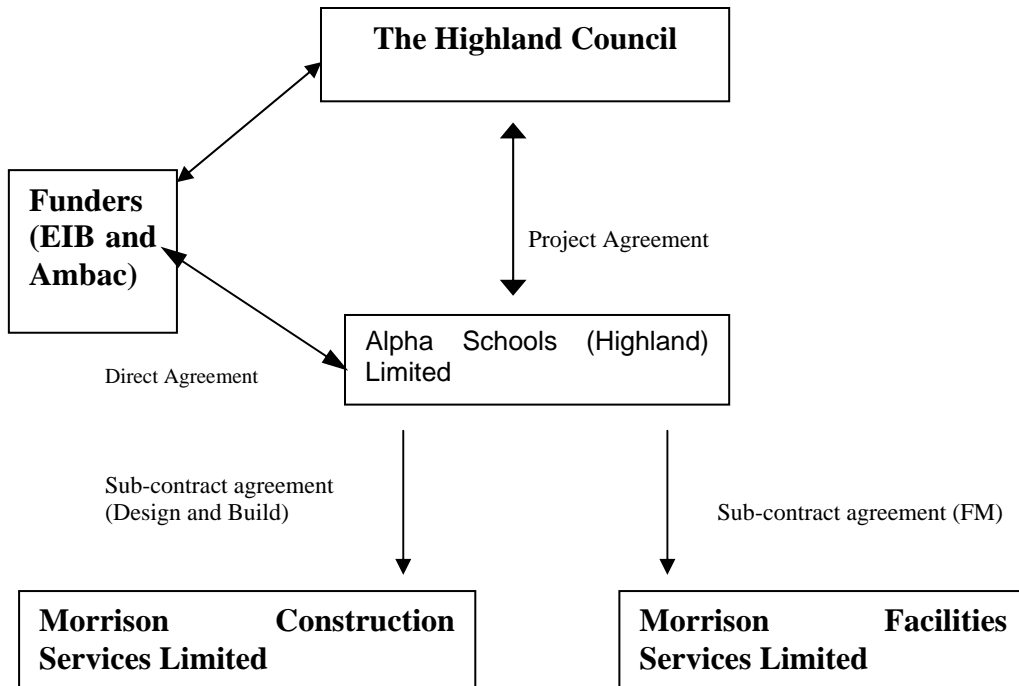 The Highland Council
Funders
(EIB and
Ambac)
Project Agreement
Alpha Schools (Highland)
Limited
Direct Agreement
Sub-contract agreement
(Design and Build)
Sub-contract agreement (FM)
Morrison Construction
Services Limited
Morrison Facilities
Services Limited